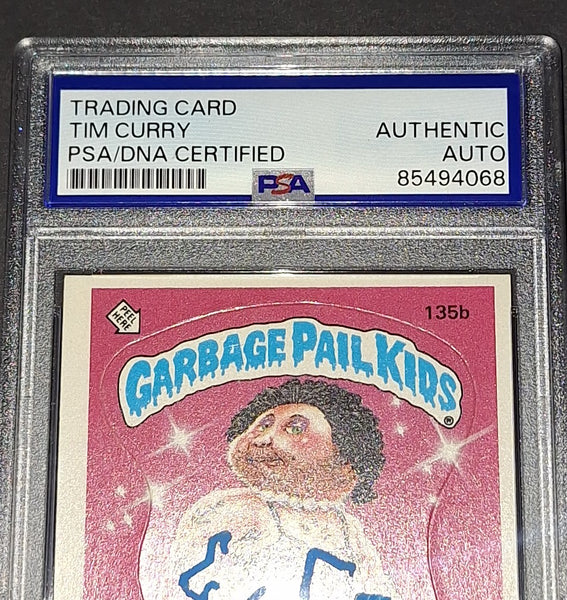 TRADING CARD
TIM CURRY
AUTHENTIC
PSA/DNA CERTIFIED
AUTO
PSA
85494068
PEEL
HERE
135b
GARBAGE PAIL KIDS
®